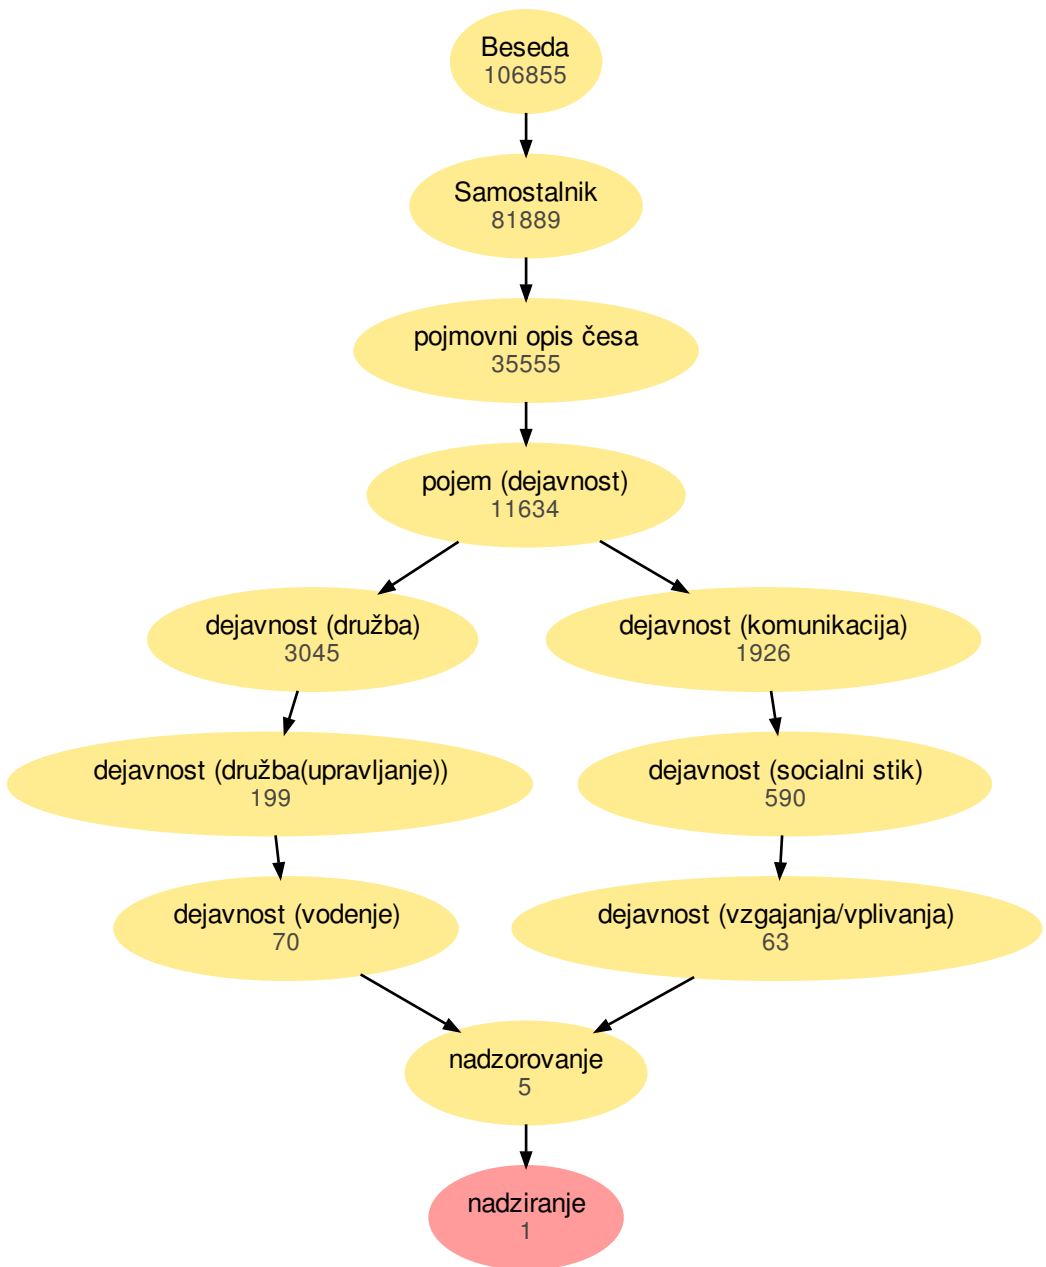 Beseda
106855
Samostalnik
81889
pojmovni opis česa
35555
pojem (dejavnost)
11634
dejavnost (družba)
3045
dejavnost (komunikacija)
1926
dejavnost (družba(upravljanje))
199
dejavnost (socialni stik)
590
dejavnost (vodenje)
70
dejavnost (vzgajanja/vplivanja)
63
nadzorovanje
5
nadziranje
1